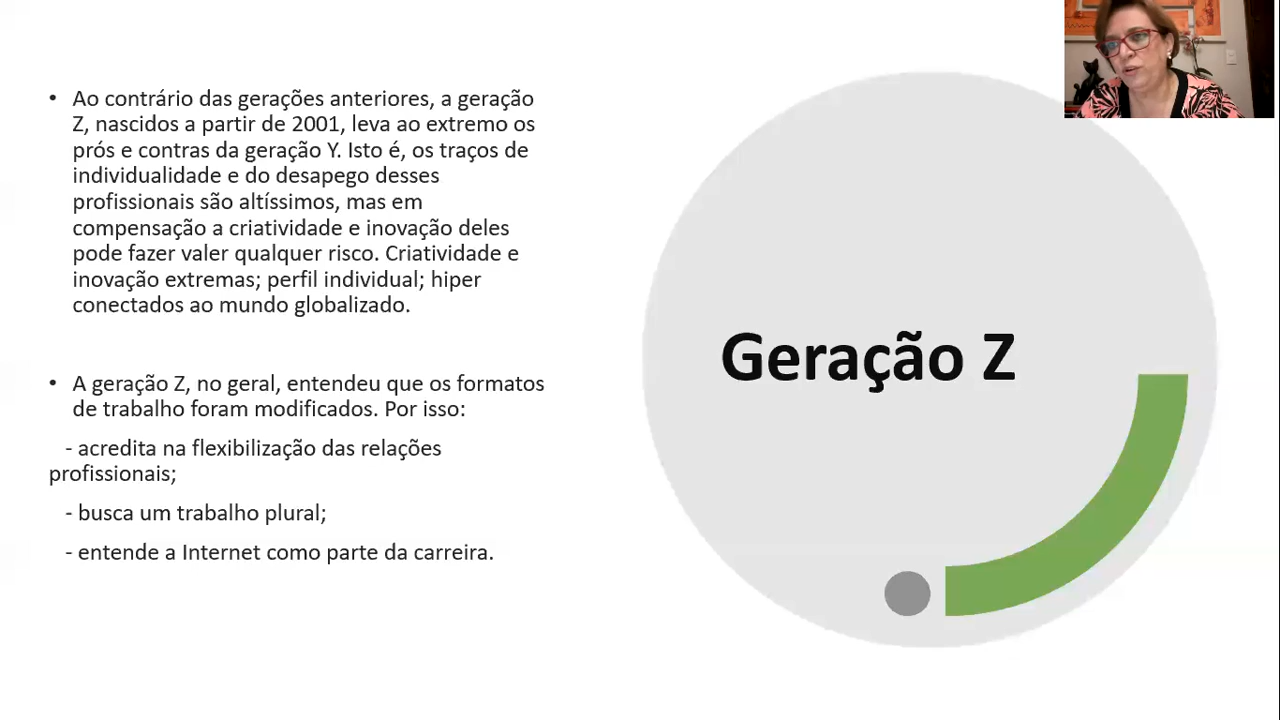 • Ao contrário das gerações anteriores, a geração
Z, nascidos a partir de 2001, leva ao extremo os
prós e contras da geração Y. Isto é, os traços de
individualidade e do desapego desses
profissionais são altíssimos, mas em
compensação a criatividade e inovação deles
pode fazer valer qualquer risco. Criatividade e
inovação extremas; perfil individual; hiper
conectados ao mundo globalizado.
• A geração Z, no geral, entendeu que os formatos
de trabalho foram modificados. Por isso:
- acredita na flexibilização das relações
profissionais;
- busca um trabalho plural;
- entende a Internet como parte da carreira.
Geração Z